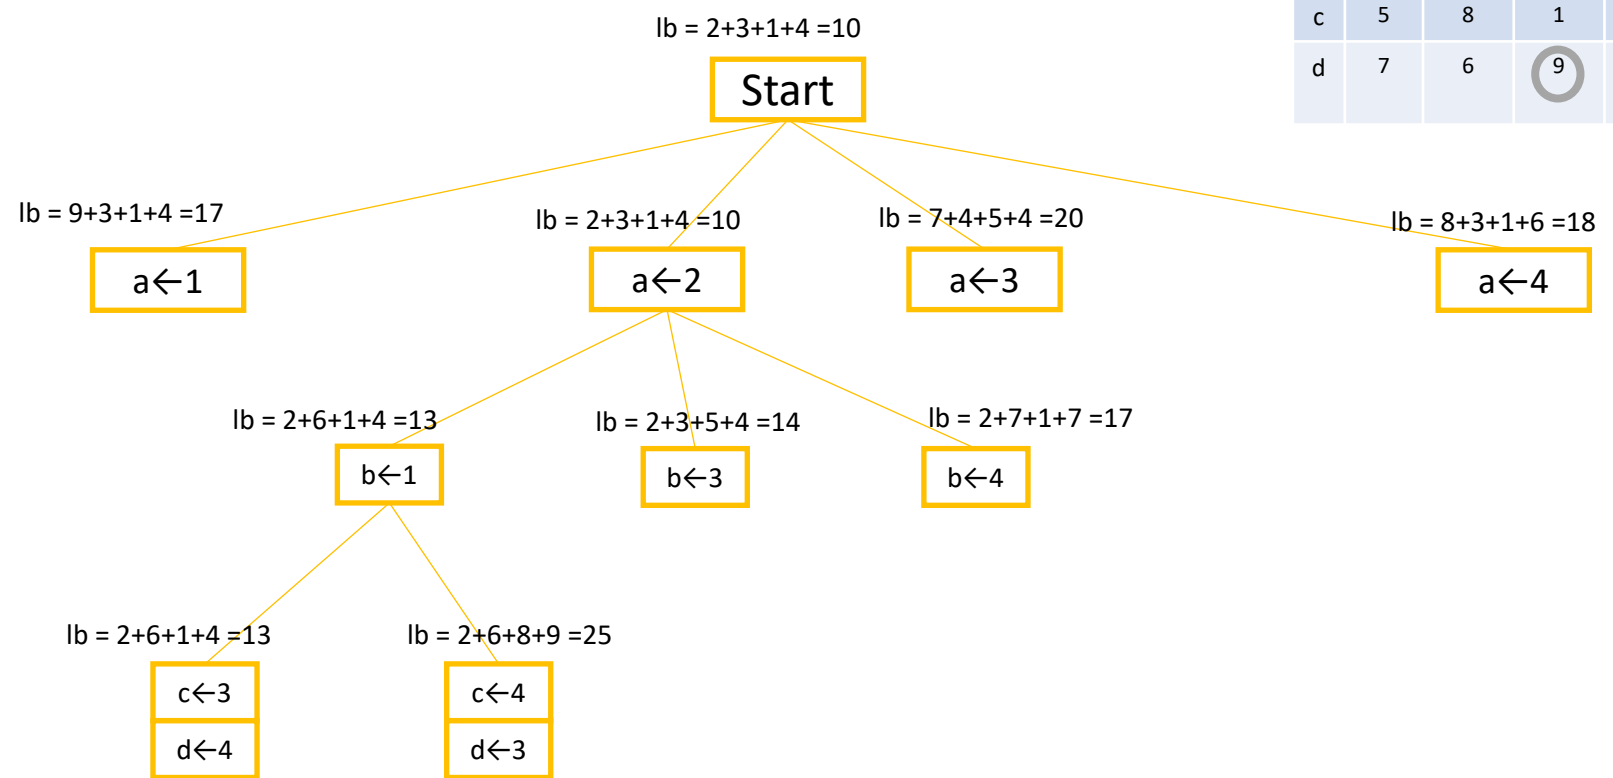 lb = 2+3+1+4 =10
c 5 8 1
d 7 6 9
Start
lb = 9+3+1+4 =17
lb = 2+3+1+4 =10
lb = 7+4+5+4 =20
lb = 8+3+1+6 =18
a←1
a←2
a←3
a←4
lb = 2+6+1+4 =13
lb = 2+3+5+4 =14
lb = 2+7+1+7 =17
b←1
b←3
b←4
lb = 2+6+1+4 =13
lb = 2+6+8+9 =25
c←3
c←4
d←4
d←3